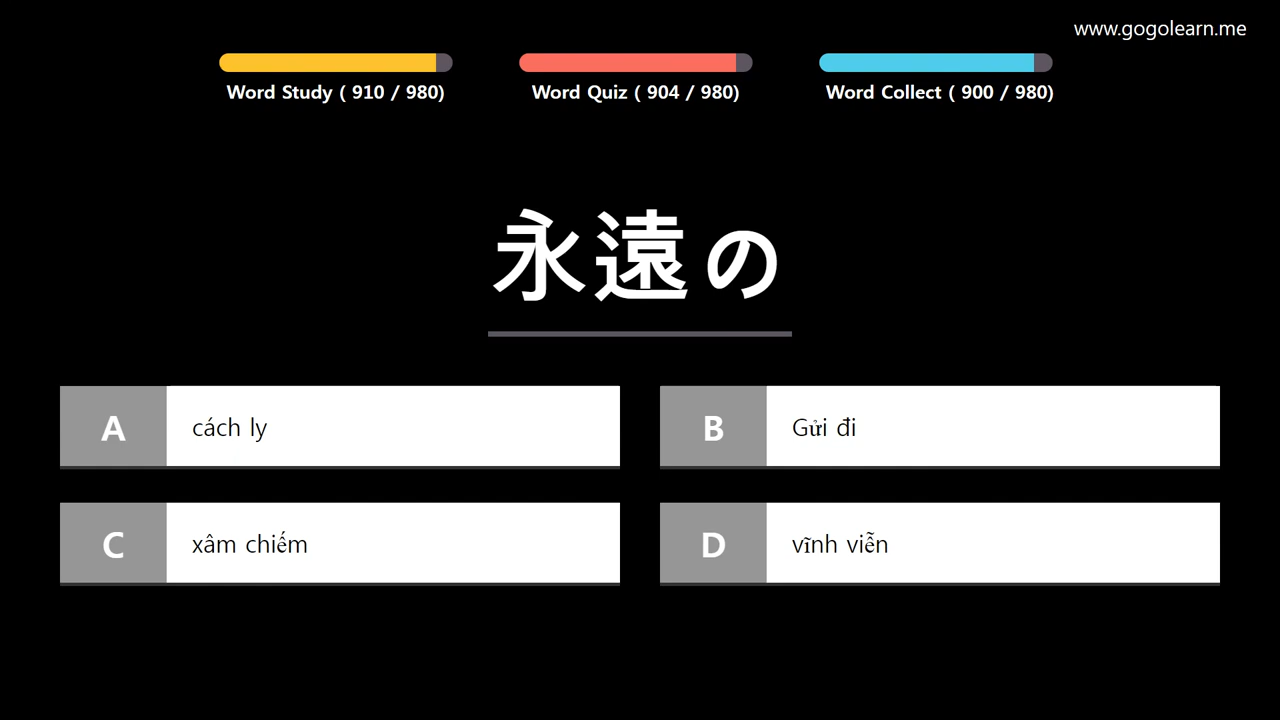 www.gogolearn.me
Word Study ( 910 / 980)
Word Quiz ( 904 / 980)
Word Collect ( 900 / 980)
永遠の
A cách ly
B Gửi đi
C xâm chiếm
D vĩnh viễn